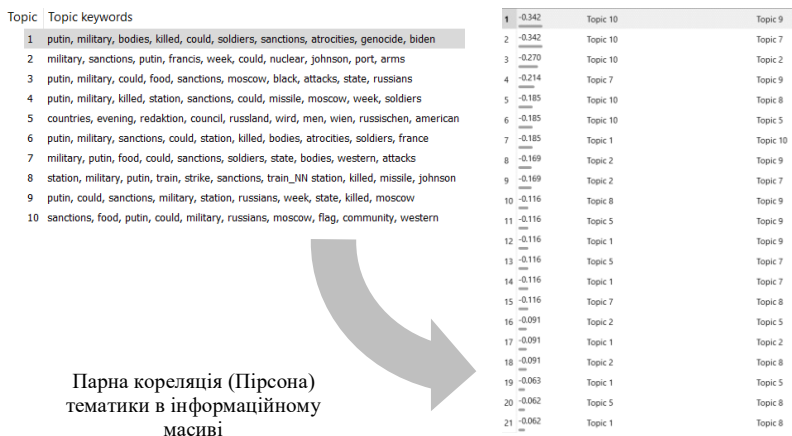 Topic Topic keywords
1 putin, military, bodies, killed, could, soldiers, sanctions, atrocities, genocide, biden
2 military, sanctions, putin, francis, week, could, nuclear, johnson, port, arms
3 putin, military, could, food, sanctions, moscow, black, attacks, state, russians
4 putin, military, killed, station, sanctions, could, missile, moscow, week, soldiers
5 countries, evening, redaktion, council, russland, wird, men, wien, russischen, american
6 putin, military, sanctions, could, station, killed, bodies, atrocities, soldiers, france
7 military, putin, food, could, sanctions, soldiers, state, bodies, western, attacks
8 station, military, putin, train, strike, sanctions, train_NN station, killed, missile, johnson
9 putin, could, sanctions, military, station, russians, week, state, killed, moscow
10 sanctions, food, putin, could, military, russians, moscow, flag, community, western
Парна кореляція (Пірсона)
тематики в інформаційному
масиві
1 -0.342 Topic 10 Topic 9
2 -0.342 Topic 10 Topic 7
3 -0.270 Topic 10 Topic 2
4 -0.214 Topic 7 Topic 9
5 -0.185 Topic 10 Topic 8
6 -0.185 Topic 10 Topic 5
7 -0.185 Topic 1 Topic 10
8 -0.169 Topic 2 Topic 9
9 -0.169 Topic 2 Topic 7
10 -0.116 Topic 8 Topic 9
11 -0.116 Topic 5 Topic 9
12 -0.116 Topic 1 Topic 9
13 -0.116 Topic 5 Topic 7
14 -0.116 Topic 1 Topic 7
15 -0.116 Topic 7 Topic 8
16 -0.091 Topic 2 Topic 5
17 -0.091 Topic 1 Topic 2
18 -0.091 Topic 2 Topic 8
19 -0.063 Topic 1 Topic 5
20 -0.062 Topic 5 Topic 8
21 -0.062 Topic 1 Topic 8